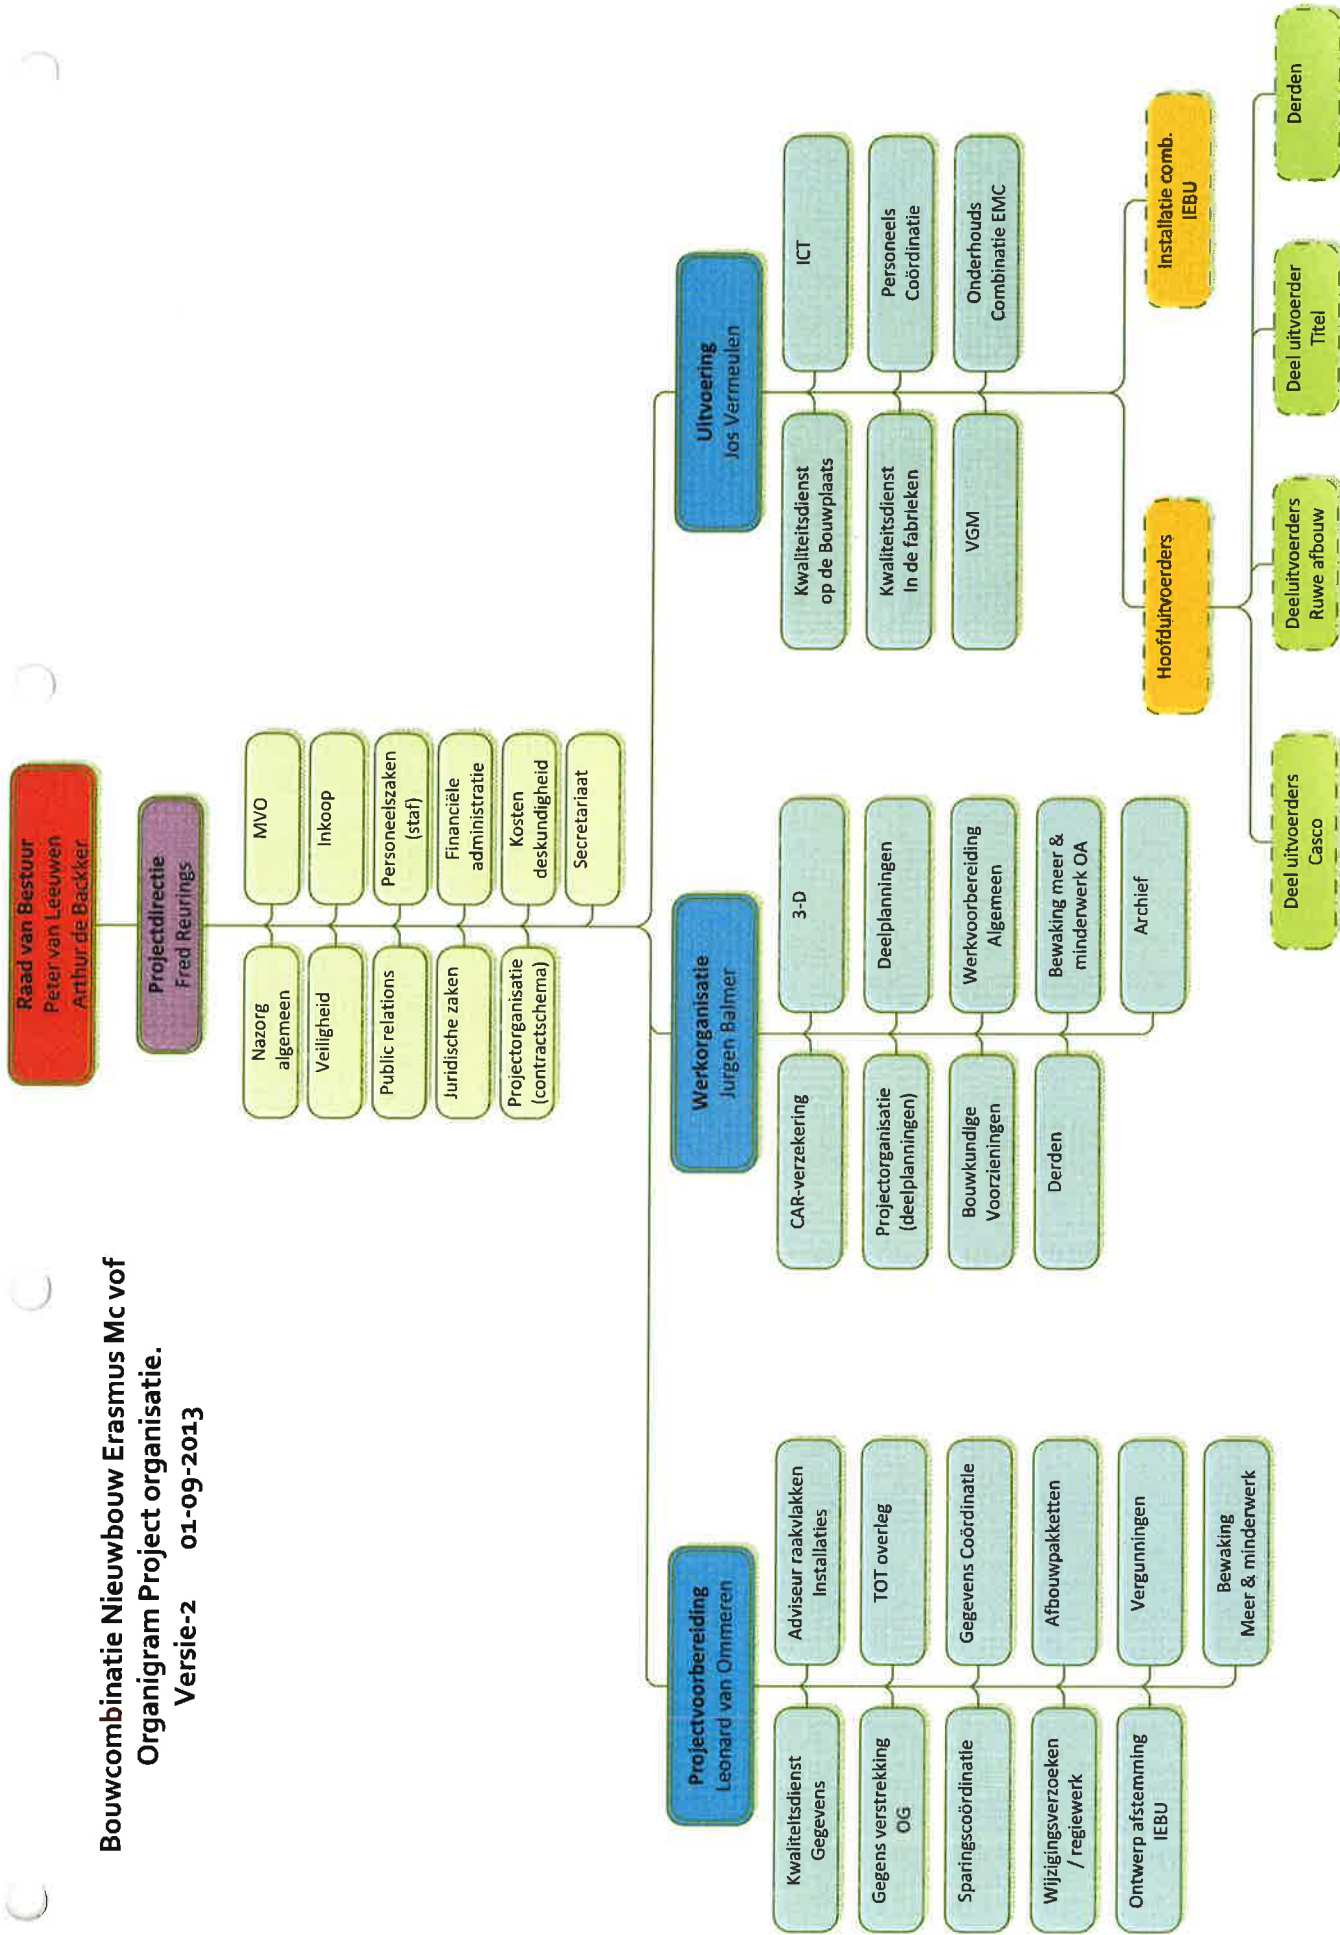 Bouwcombinatie Nieuwbouw Erasmus Mc vof
Organigram Project organisatie.
Versie-2 01-09-2013
Raad van Bestuur
Peter van Leeuwen
Arthur de Backker
Projectdirectie
Fred Reurings
Nazorg
algemeen
MVO
Veiligheid
Inkoop
Public relations
Personeelszaken
(staf)
Juridische zaken
Financiële
administratie
Projectorganisatie
(contractschema)
Kosten
deskundigheid
Secretariaat
Projectvoorbereiding
Leonard van Ommeren
Kwaliteitsdienst
Gegevens
Adviseur raakvlakken
Installaties
Gegens verstrekking
OG
TOT overleg
Sparingscoördinatie
Gegevens Coördinatie
Wijzigingsverzoeken
/ regiewerk
Afbouwpakketten
Ontwerp afstemming
IEBU
Vergunningen
Bewaking
Meer & minderwerk
Werkorganisatie
Jurgen Balmer
CAR-verzekering
3-D
Projectorganisatie
(deelplanningen)
Deelplanningen
Bouwkundige
Voorzieningen
Werkvoorbereiding
Algemeen
Derden
Bewaking meer &
minderwerk OA
Archief
Uitvoering
Jos Vermeulen
Kwaliteitsdienst
op de Bouwplaats
ICT
Kwaliteitsdienst
In de fabrieken
Personeels
Coördinatie
VGM
Onderhouds
Combinatie EMC
Hoofduitvoerders
Installatie comb.
IEBU
Deel uitvoerders
Casco
Deeluitvoerders
Ruwe afbouw
Deel uitvoerder
Titel
Derden